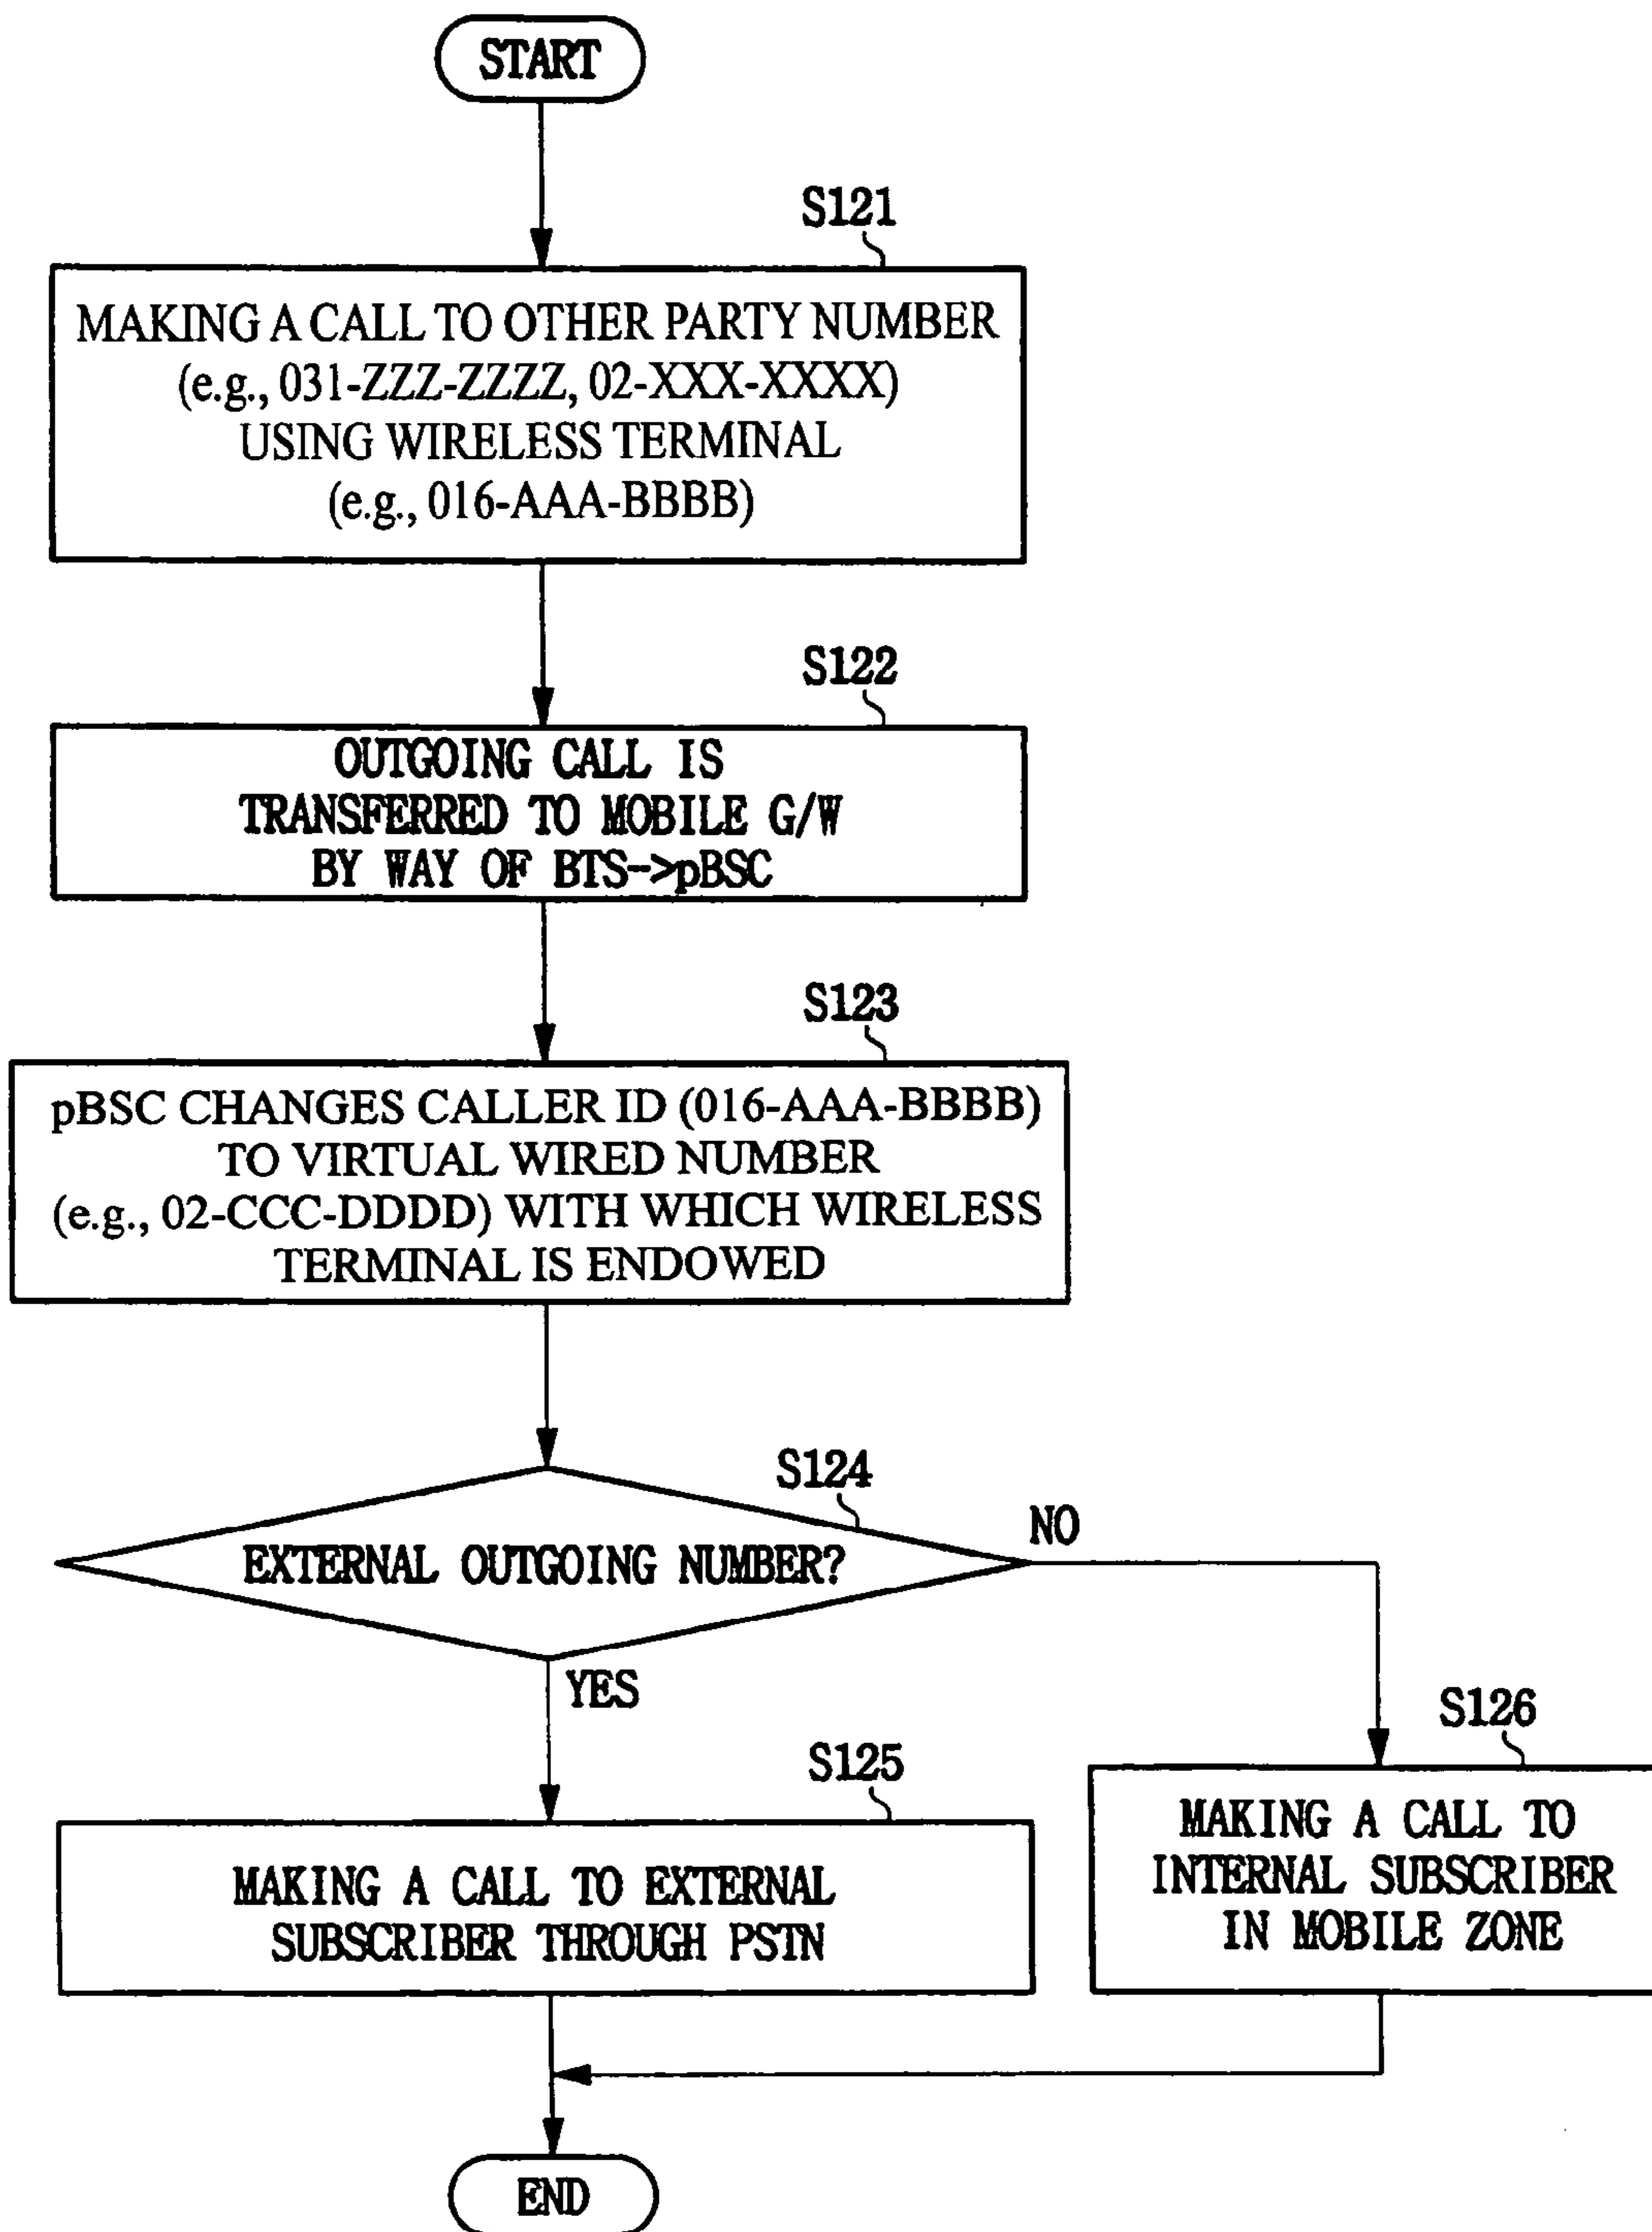 START
S121
MAKING A CALL TO OTHER PARTY NUMBER
(e.g., 031-ZZZ-ZZZZ, 02-XXX-XXXX)
USING WIRELESS TERMINAL
(e.g., 016-AAA-BBBB)
S122
OUTGOING CALL IS
TRANSFERRED TO MOBILE G/W
BY WAY OF BTS->pBSC
S123
pBSC CHANGES CALLER ID (016-AAA-BBBB)
TO VIRTUAL WIRED NUMBER
(e.g., 02-CCC-DDDD) WITH WHICH WIRELESS
TERMINAL IS ENDOWED
S124
EXTERNAL OUTGOING NUMBER?
NO
YES
S125
MAKING A CALL TO EXTERNAL
SUBSCRIBER THROUGH PSTN
S126
MAKING A CALL TO
INTERNAL SUBSCRIBER
IN MOBILE ZONE
END